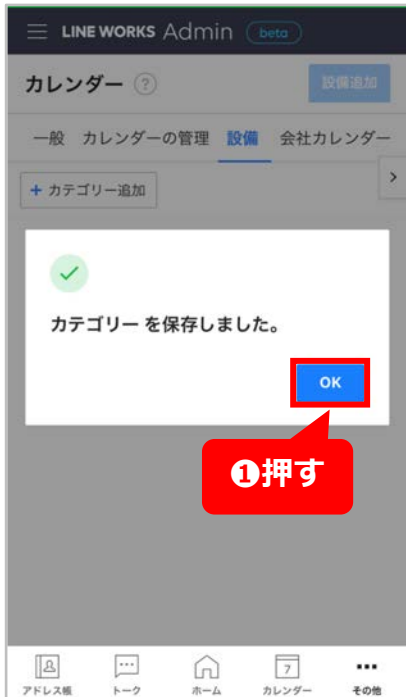 LINE WORKS Admin beta
カレンダー ? 設備追加
一般 カレンダーの管理 設備 会社カレンダー
+ カテゴリー追加 >
カテゴリー を保存しました。
OK
❶押す
7
アドレス帳 トーク ホーム カレンダー その他